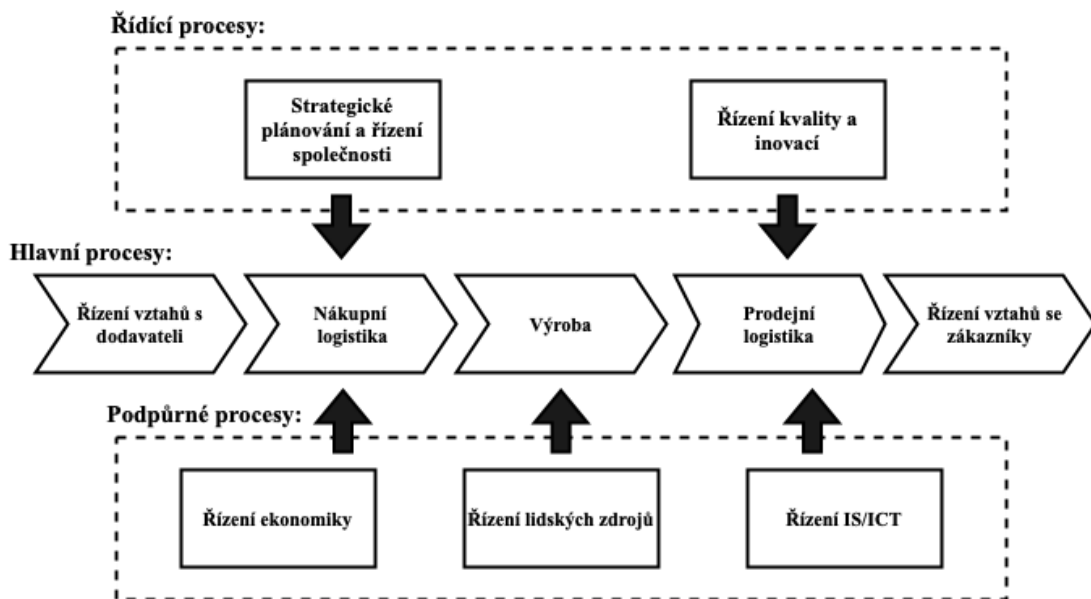 Řídící procesy:
Strategické
plánování a řízení
společnosti
Řízení kvality a
inovací
Hlavní procesy:
Řízení vztahů s
dodavateli
Nákupní
logistika
Výroba
Prodejní
logistika
Řízení vztahů se
zákazníky
Podpůrné procesy:
Řízení ekonomiky
Řízení lidských zdrojů
Řízení IS/ICT